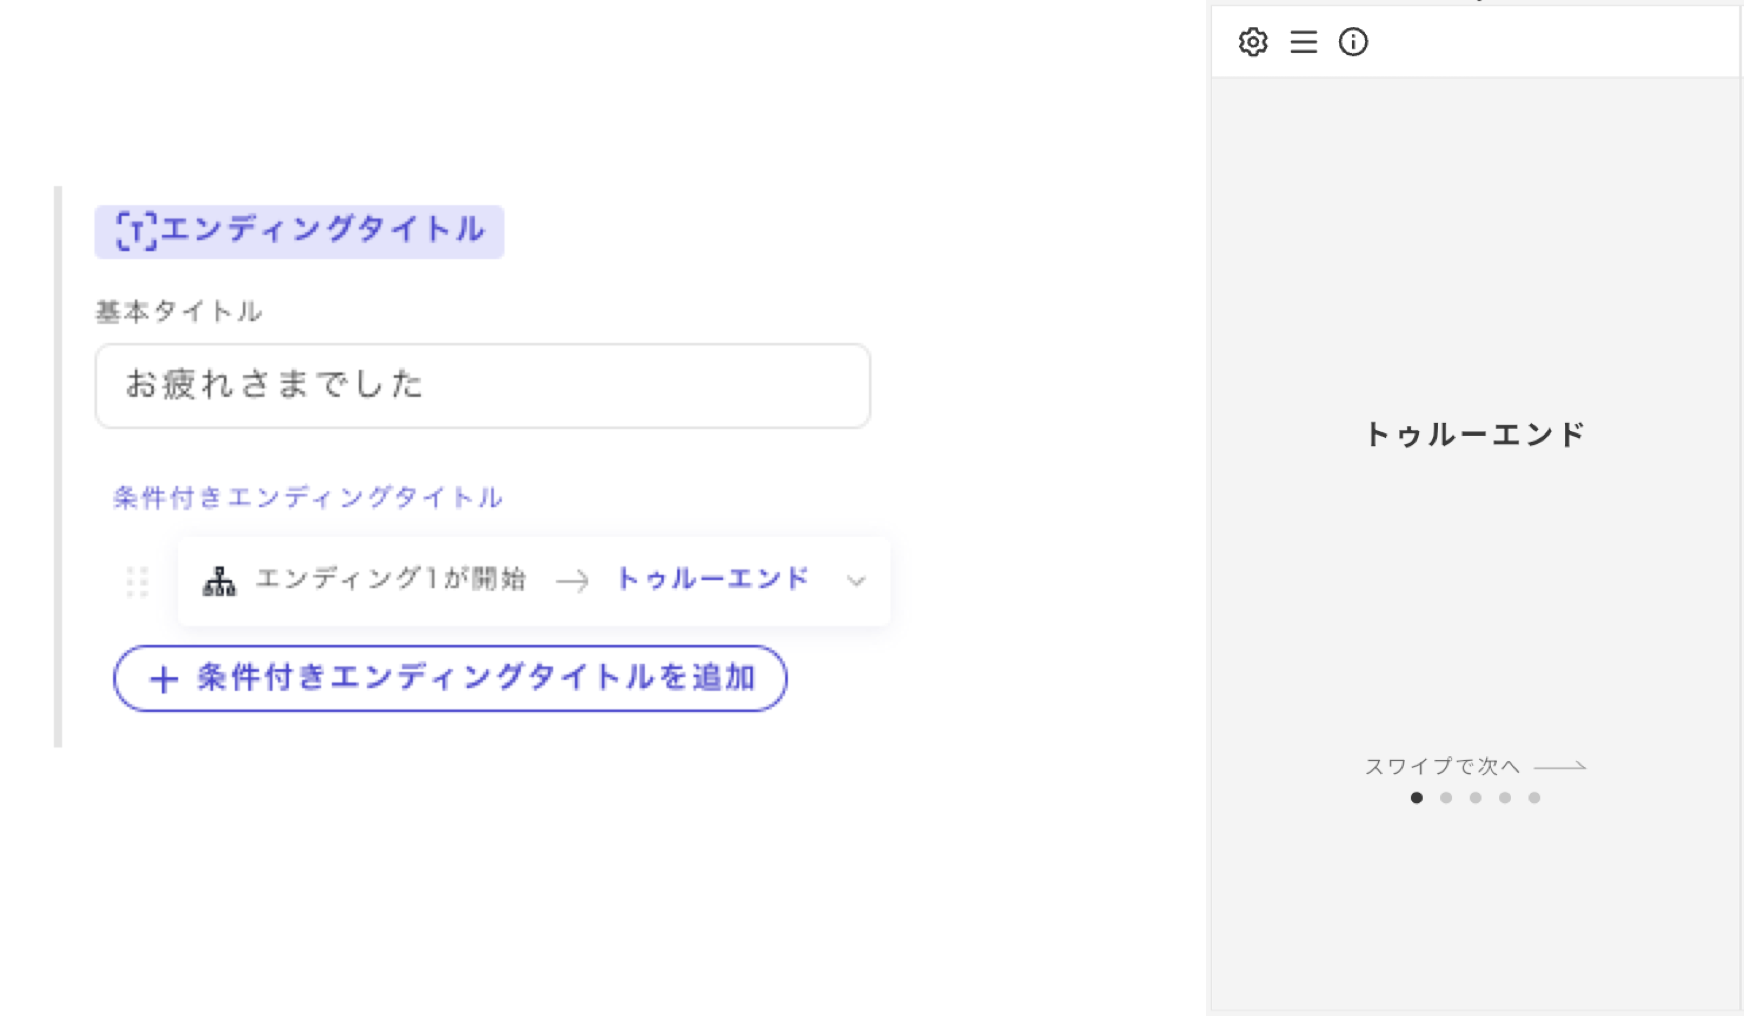 エンディングタイトル
基本タイトル
お疲れさまでした
条件付きエンディングタイトル
エンディング1が開始 → トゥルーエンド
+ 条件付きエンディングタイトルを追加
トゥルーエンド
スワイプで次へ